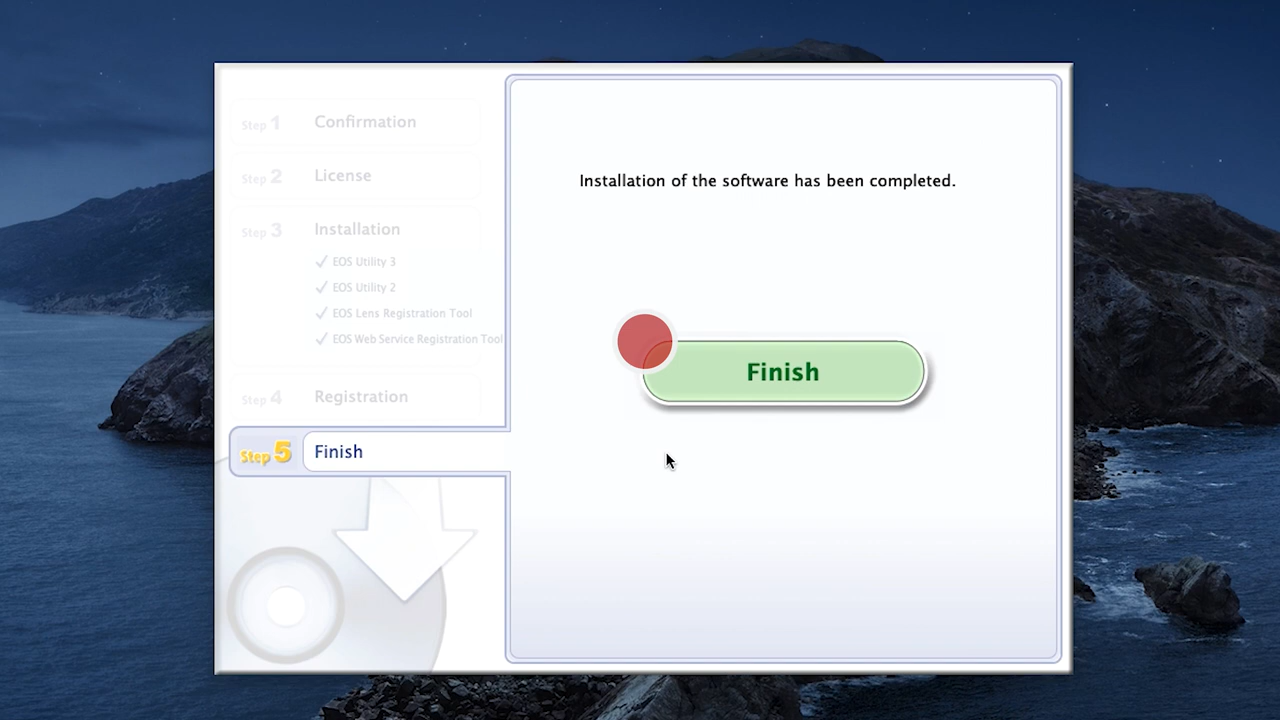 Step 1 Confirmation
Step 2 License
Step 3 Installation
EOS Utility 3
EOS Utility 2
EOS Lens Registration Tool
EOS Web Service Registration Tool
Step 4 Registration
Step 5 Finish
Installation of the software has been completed.
Finish